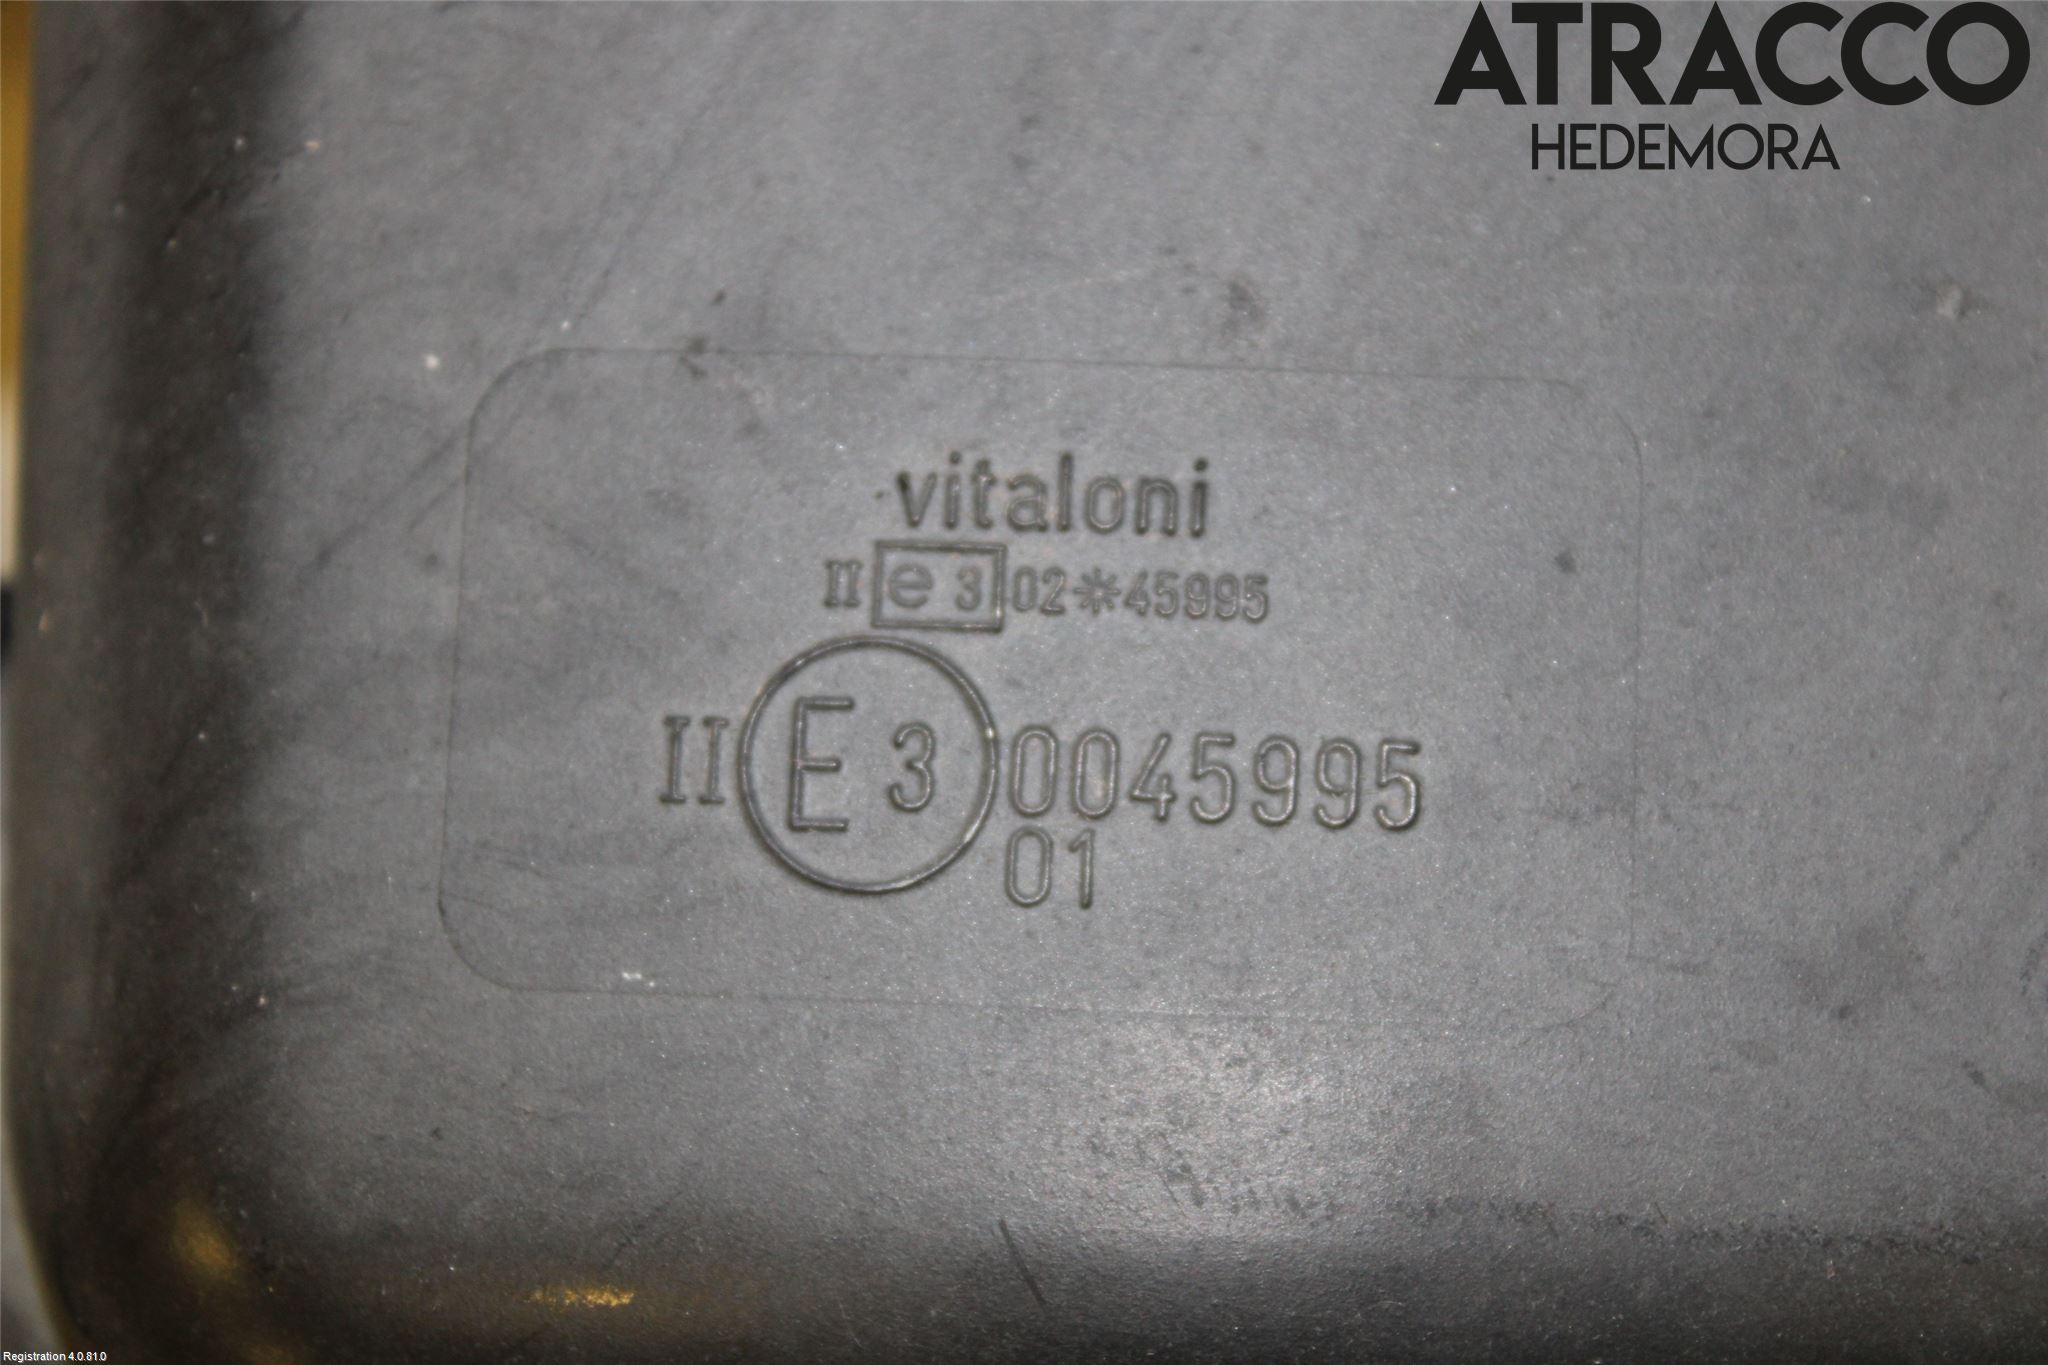 ATRACCO
HEDEMORA
vitaloni
II e 3 02*45995
II E 3 0045995
01
Registration 4.0.81.0